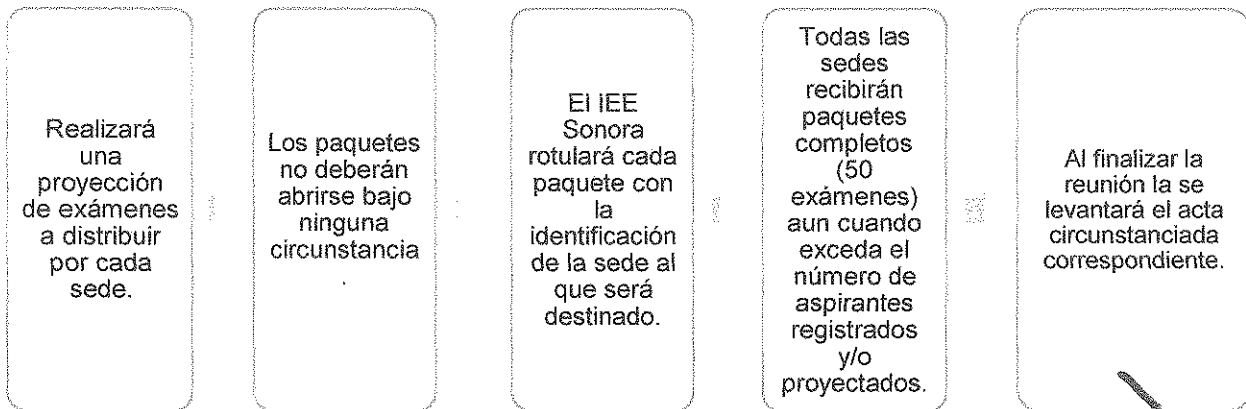 Realizará
una
proyección
de exámenes
a distribuir
por cada
sede.
Los paquetes
no deberán
abrirse bajo
ninguna
circunstancia
.
El IEE
Sonora
rotulará cada
paquete con
la
identificación
de la sede al
que será
destinado.
Todas las
sedes
recibirán
paquetes
completos
(50
exámenes)
aun cuando
exceda el
número de
aspirantes
registrados
y/o
proyectados.
Al finalizar la
reunión la se
levantará el acta
circunstanciada
correspondiente.